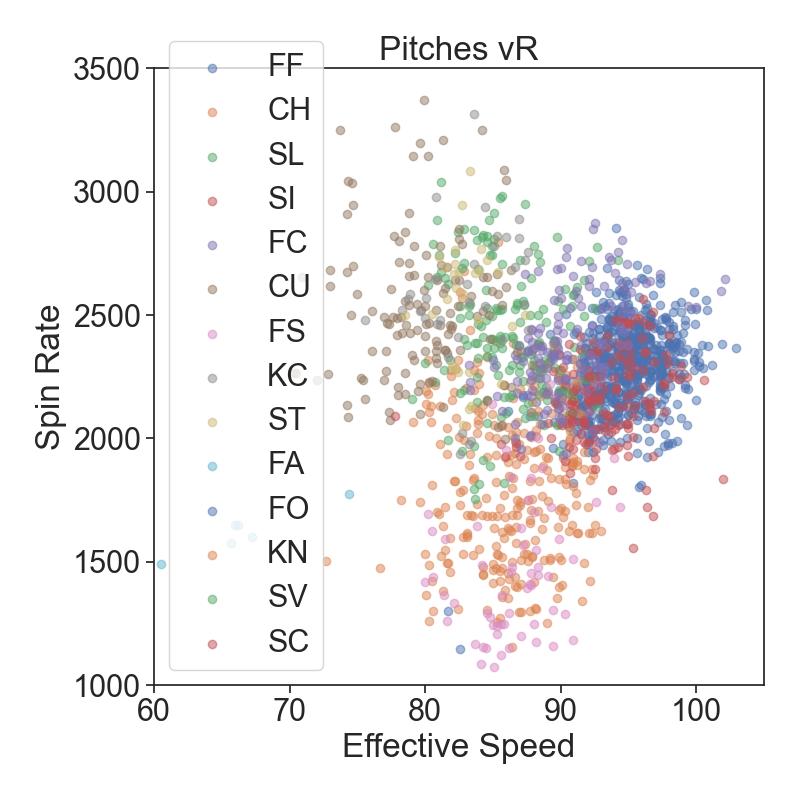 Pitches vR
3500
3000
2500
2000
1500
1000
Spin Rate
60
70
80
90
100
Effective Speed
FF
CH
SL
SI
FC
CU
FS
KC
ST
FA
FO
KN
SV
SC